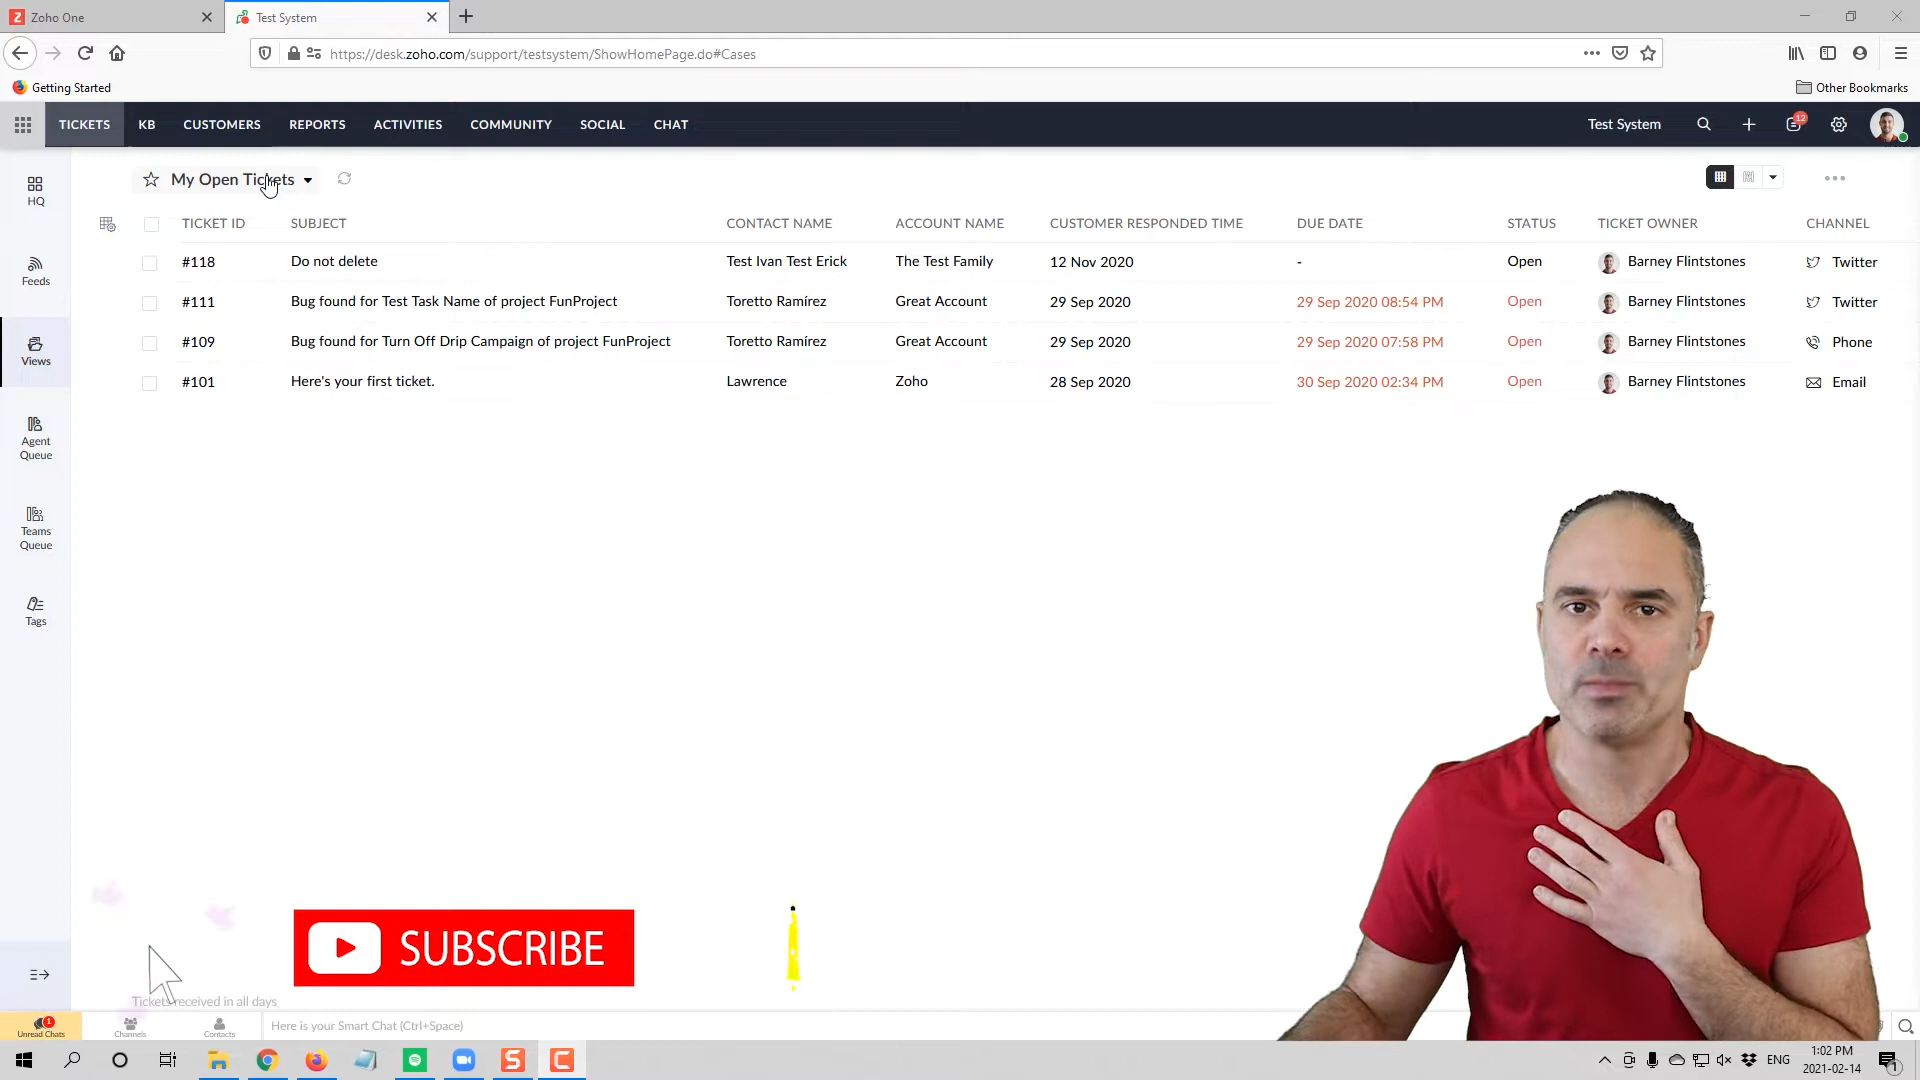 Zoho One
Test System
https://desk.zoho.com/support/testsystem/ShowHomePage.do#Cases
Getting Started
Other Bookmarks
TICKETS KB CUSTOMERS REPORTS ACTIVITIES COMMUNITY SOCIAL CHAT
Test System
12
My Open Tickets
HQ
Feeds
Views
Agent
Queue
Teams
Queue
Tags
TICKET ID SUBJECT CONTACT NAME ACCOUNT NAME CUSTOMER RESPONDED TIME DUE DATE STATUS TICKET OWNER CHANNEL
#118 Do not delete Test Ivan Test Erick The Test Family 12 Nov 2020 - Open Barney Flintstones Twitter
#111 Bug found for Test Task Name of project FunProject Toretto Ramírez Great Account 29 Sep 2020 29 Sep 2020 08:54 PM Open Barney Flintstones Twitter
#109 Bug found for Turn Off Drip Campaign of project FunProject Toretto Ramírez Great Account 29 Sep 2020 29 Sep 2020 07:58 PM Open Barney Flintstones Phone
#101 Here's your first ticket. Lawrence Zoho 28 Sep 2020 30 Sep 2020 02:34 PM Open Barney Flintstones Email
SUBSCRIBE
Tickets received in all days
1
Unread Chats Channels Contacts Here is your Smart Chat (Ctrl+Space)
ENG
1:02 PM
2021-02-14
1